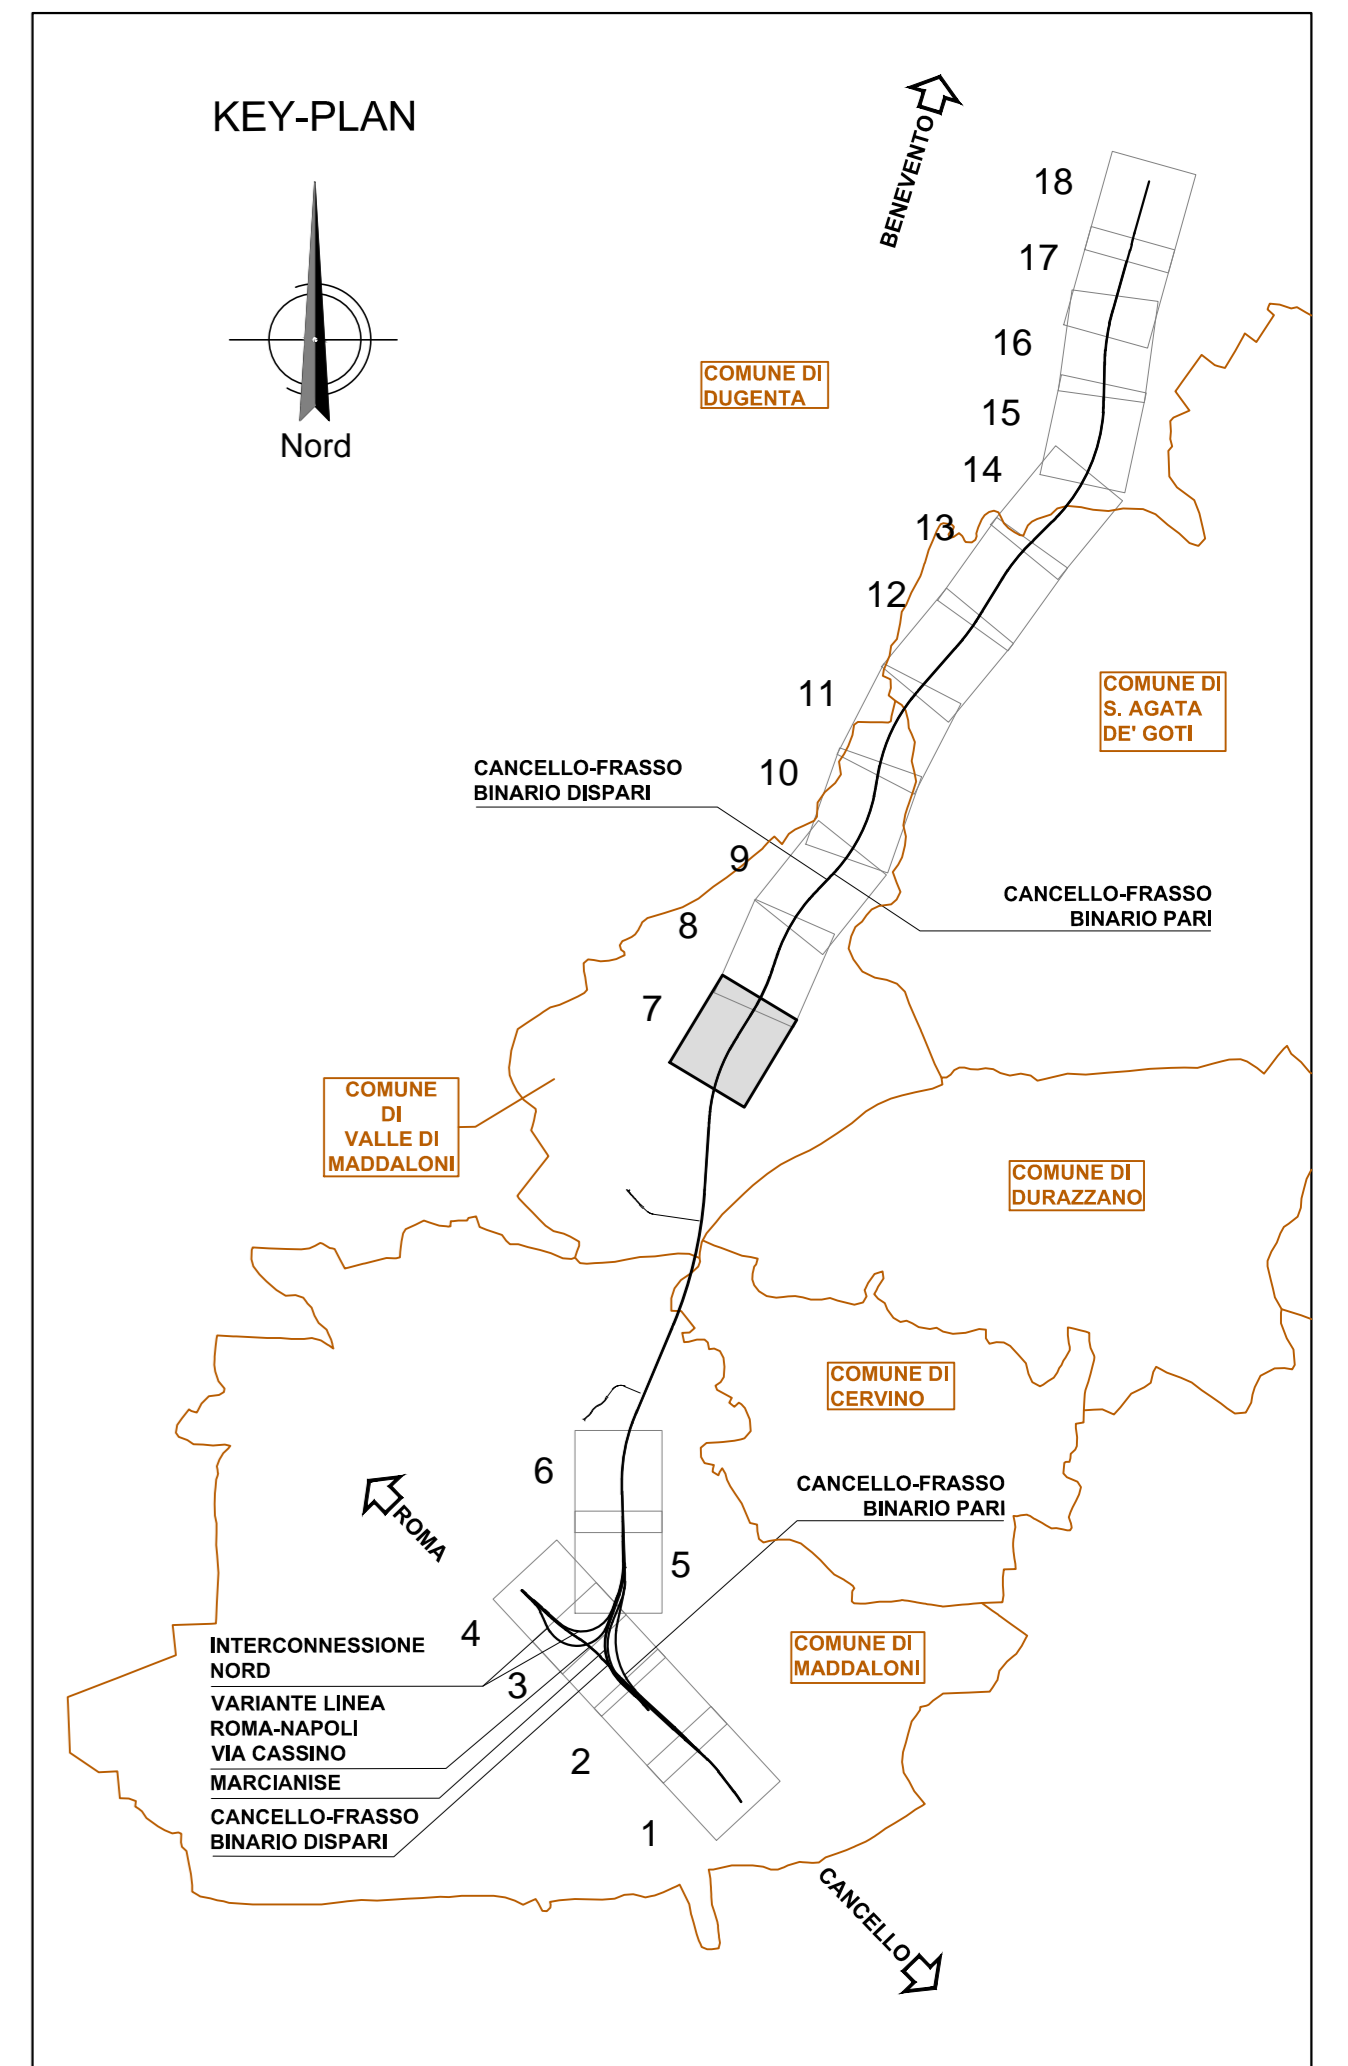 KEY-PLAN
BENEVENTO
18
17
16
15
14
13
12
11
10
9
8
7
Nord
COMUNE DI
DUGENTA
COMUNE DI
S. AGATA
DE' GOTI
CANCELLO-FRASSO
BINARIO DISPARI
CANCELLO-FRASSO
BINARIO PARI
COMUNE
DI
VALLE DI
MADDALONI
COMUNE DI
DURAZZANO
COMUNE DI
CERVINO
6
CANCELLO-FRASSO
BINARIO PARI
ROMA
5
4
3
2
1
INTERCONNESSIONE
NORD
VARIANTE LINEA
ROMA-NAPOLI
VIA CASSINO
MARCIANISE
CANCELLO-FRASSO
BINARIO DISPARI
COMUNE DI
MADDALONI
CANCELLO